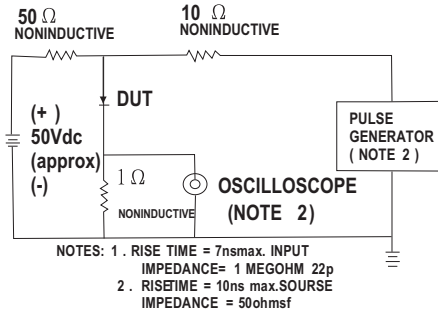 50 Ω
NONINDUCTIVE
10 Ω
NONINDUCTIVE
DUT
(+ )
50Vdc
(approx)
(-)
1 Ω
NONINDUCTIVE
OSCILLOSCOPE
(NOTE 2)
PULSE
GENERATOR
( NOTE 2 )
NOTES: 1 . RISE TIME = 7nsmax. INPUT
IMPEDANCE= 1 MEGOHM 22p
2 . RISETIME = 10ns max.SOURSE
IMPEDANCE = 50ohmsf